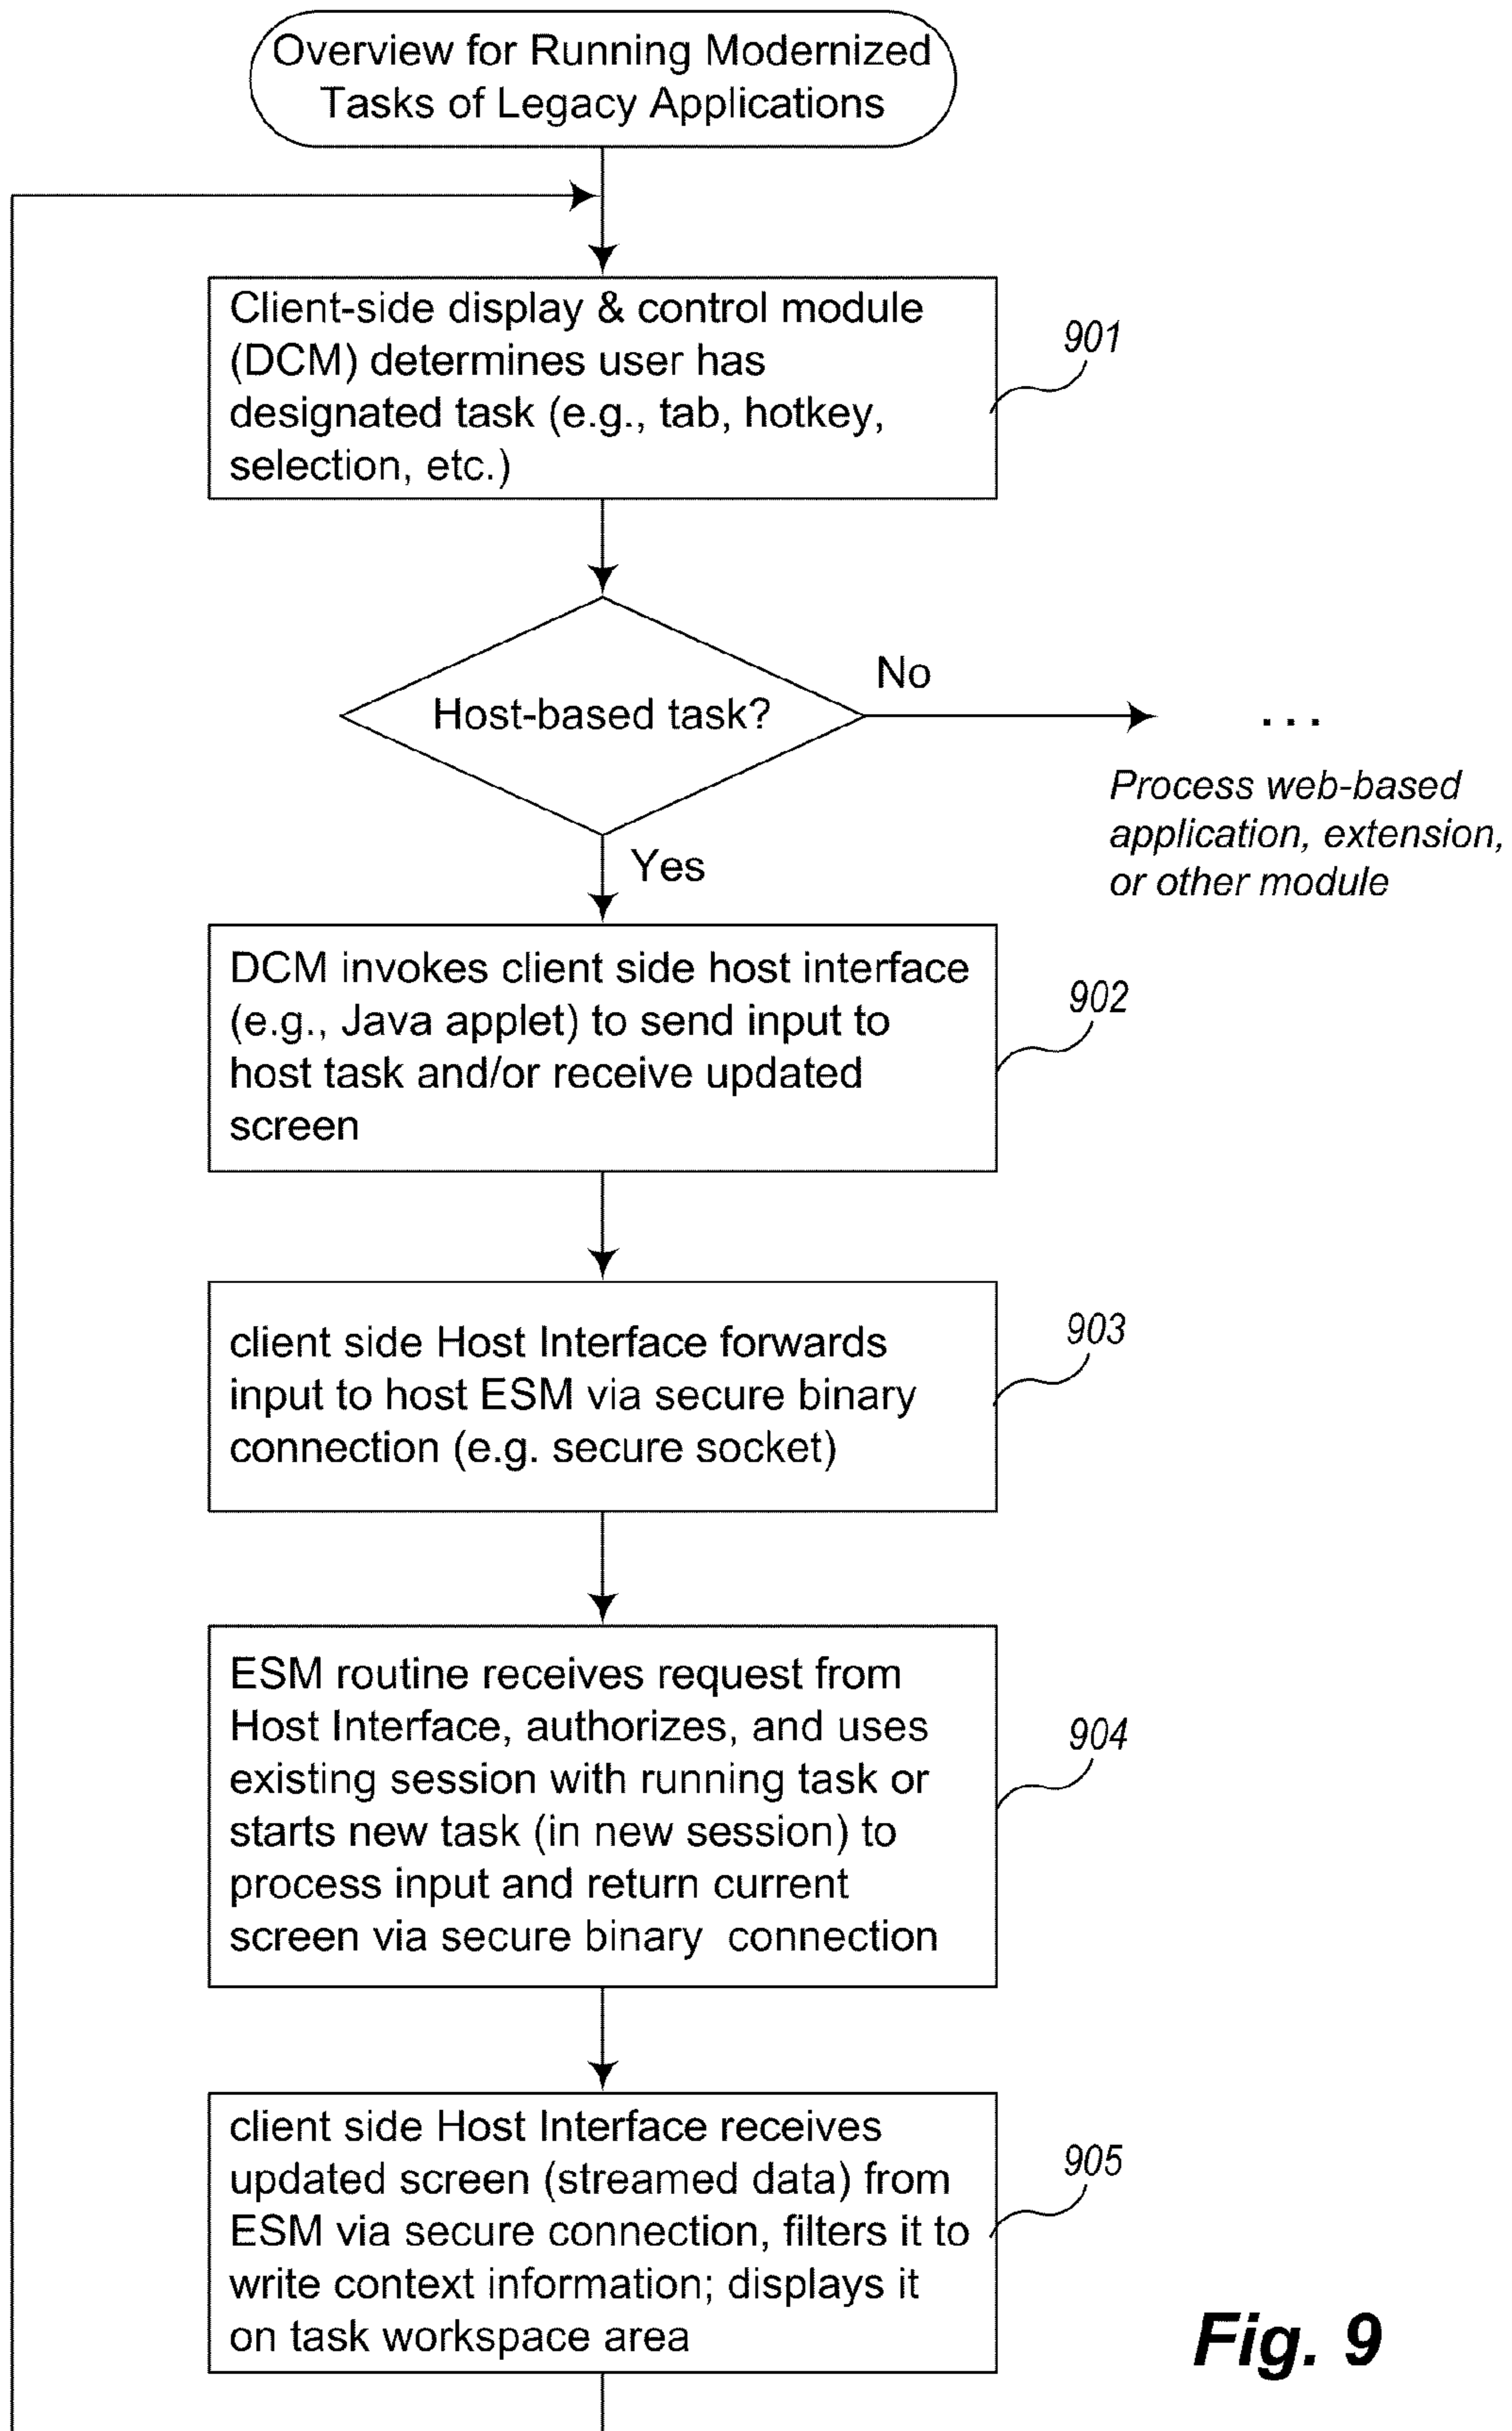 Overview for Running Modernized
Tasks of Legacy Applications
Client-side display & control module
(DCM) determines user has
designated task (e.g., tab, hotkey,
selection, etc.)
901
Host-based task?
No
. . .
Process web-based
application, extension,
or other module
Yes
DCM invokes client side host interface
(e.g., Java applet) to send input to
host task and/or receive updated
screen
902
client side Host Interface forwards
input to host ESM via secure binary
connection (e.g. secure socket)
903
ESM routine receives request from
Host Interface, authorizes, and uses
existing session with running task or
starts new task (in new session) to
process input and return current
screen via secure binary  connection
904
client side Host Interface receives
updated screen (streamed data) from
ESM via secure connection, filters it to
write context information; displays it
on task workspace area
905
Fig. 9